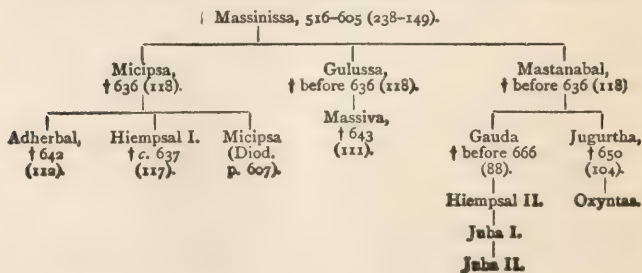 Massinissa, 516–605 (238–149).
Micipsa, Gulussa, Mastanabal,
† 636 (118). † before 636 (118). † before 636 (118)
Massiva,
Adherbal, Hiempsal I. Micipsa † 643 Gauda Jugurtha,
† 642 † c. 637 (Diod. (111). † before 666 † 650
(112). (117). p. 607). (88). (104).
Hiempsal II. Oxyntas.
Juba I.
Juba II.